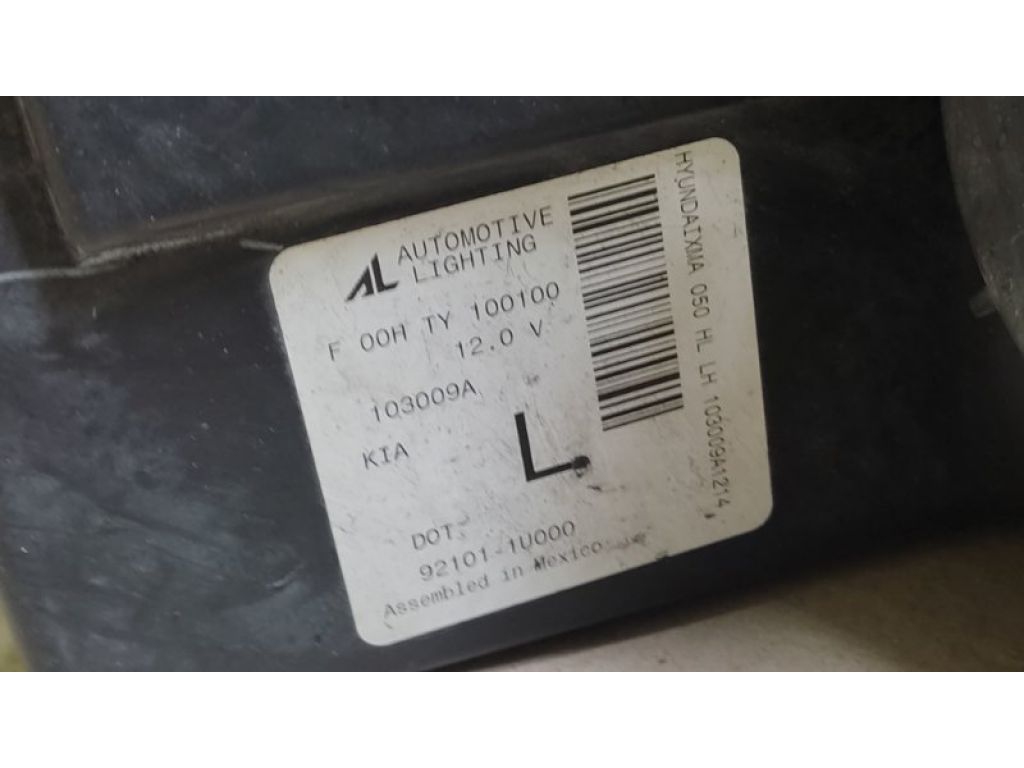 AL AUTOMOTIVE
LIGHTING
F 00H TY 100100
12.0 V
103009A
KIA
L
DOT
92101-1U000
Assembled in Mexico
HYUNDAIXMA 050 HL LH 103009A1214